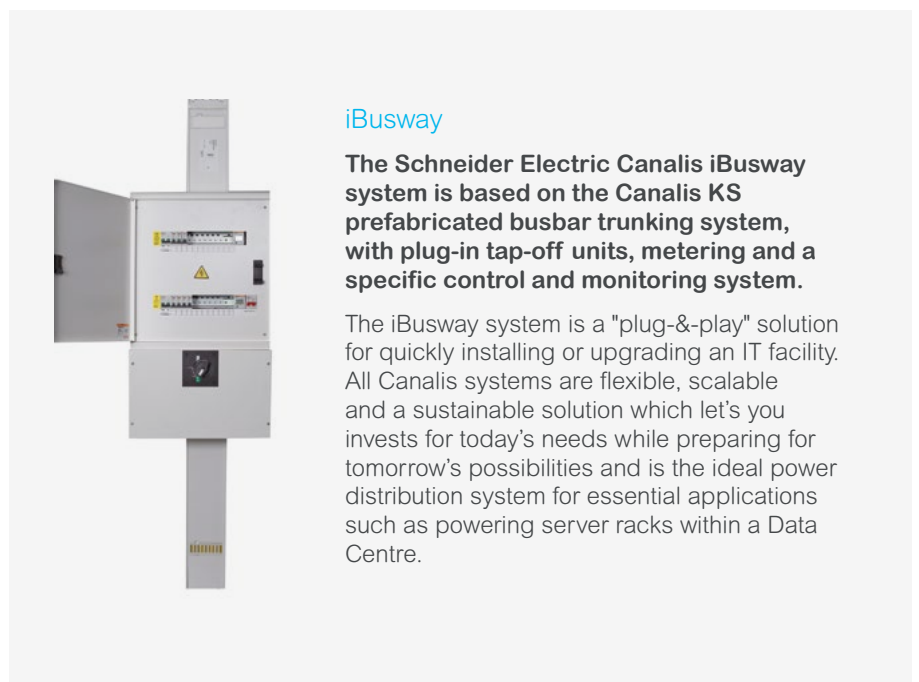 iBusway
The Schneider Electric Canalis iBusway
system is based on the Canalis KS
prefabricated busbar trunking system,
with plug-in tap-off units, metering and a
specific control and monitoring system.
The iBusway system is a "plug-&-play" solution
for quickly installing or upgrading an IT facility.
All Canalis systems are flexible, scalable
and a sustainable solution which let’s you
invests for today’s needs while preparing for
tomorrow’s possibilities and is the ideal power
distribution system for essential applications
such as powering server racks within a Data
Centre.